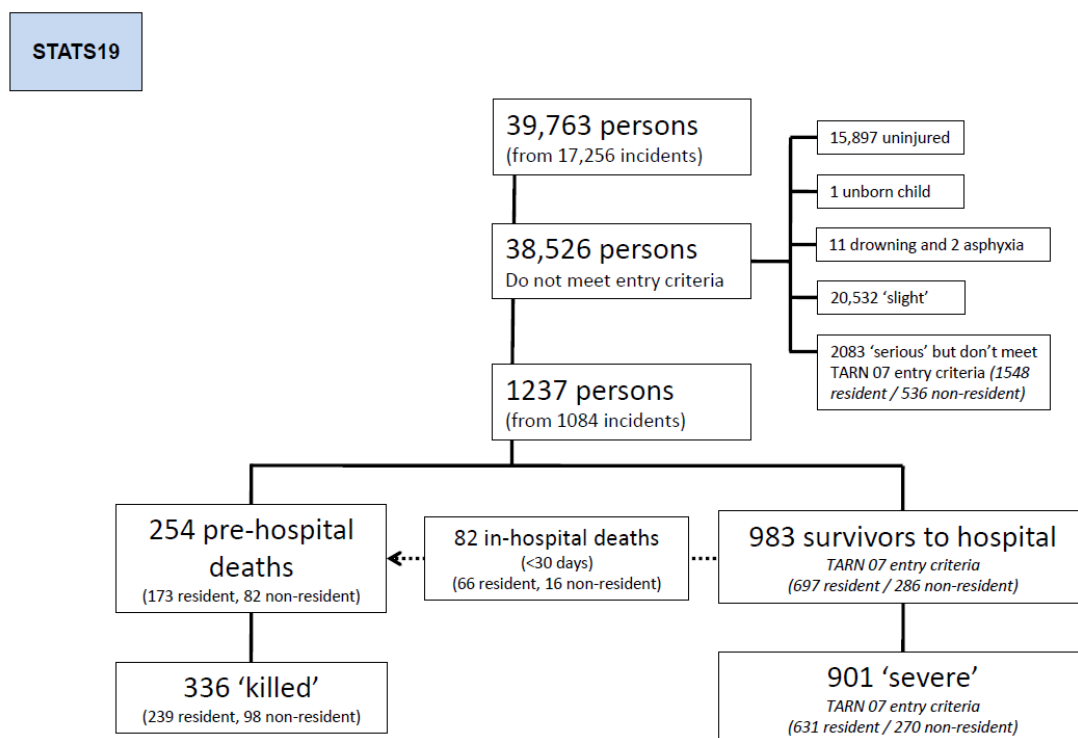 STATS19
39,763 persons
(from 17,256 incidents)
15,897 uninjured
1 unborn child
38,526 persons
Do not meet entry criteria
11 drowning and 2 asphyxia
20,532 ‘slight’
2083 ‘serious’ but don’t meet
TARN 07 entry criteria (1548
resident / 536 non-resident)
1237 persons
(from 1084 incidents)
254 pre-hospital
deaths
(173 resident, 82 non-resident)
82 in-hospital deaths
(<30 days)
(66 resident, 16 non-resident)
983 survivors to hospital
TARN 07 entry criteria
(697 resident / 286 non-resident)
336 ‘killed’
(239 resident, 98 non-resident)
901 ‘severe’
TARN 07 entry criteria
(631 resident / 270 non-resident)